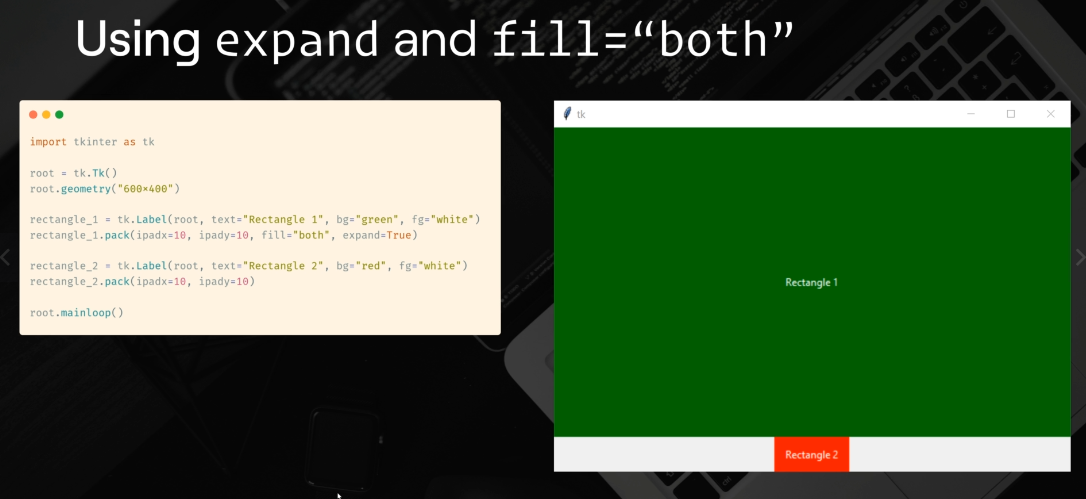 Using expand and fill=“both”
import tkinter as tk
root = tk.Tk()
root.geometry("600×400")
rectangle_1 = tk.Label(root, text="Rectangle 1", bg="green", fg="white")
rectangle_1.pack(ipadx=10, ipady=10, fill="both", expand=True)
rectangle_2 = tk.Label(root, text="Rectangle 2", bg="red", fg="white")
rectangle_2.pack(ipadx=10, ipady=10)
root.mainloop()
tk
Rectangle 1
Rectangle 2